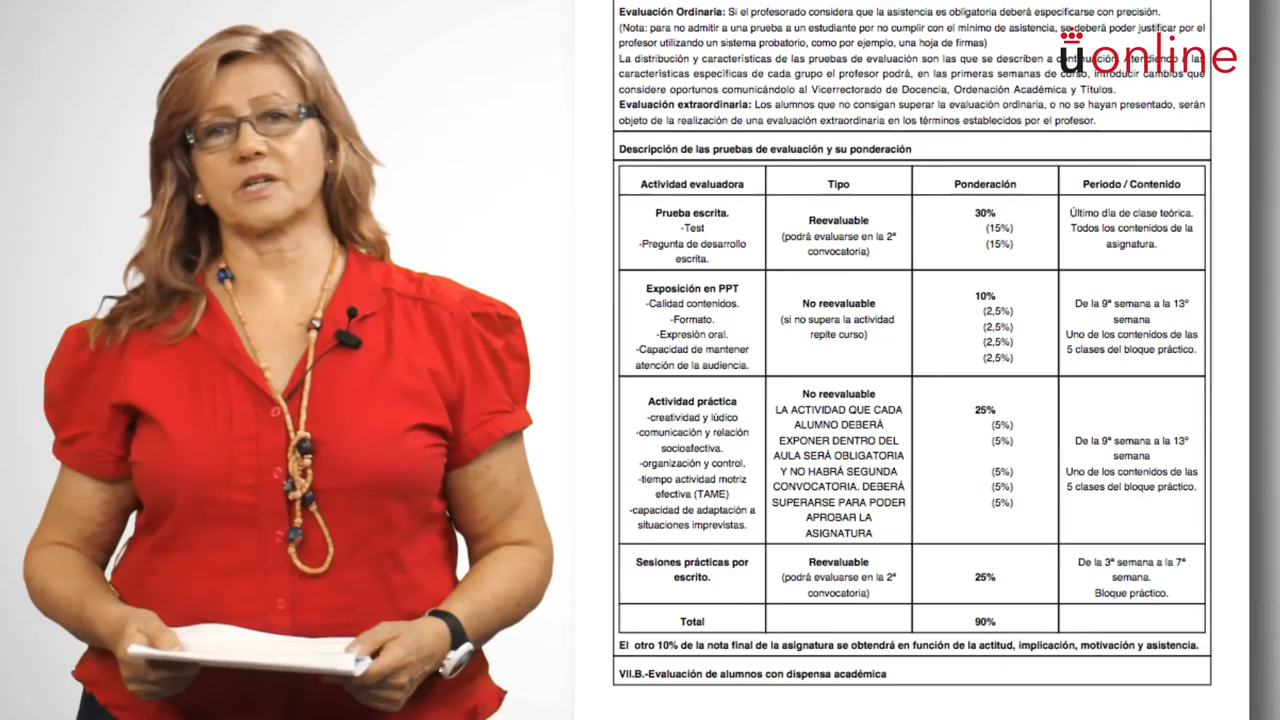 Evaluación Ordinaria: Si el profesorado considera que la asistencia es obligatoria deberá especificarse con precisión.
(Nota: para no admitir a una prueba a un estudiante por no cumplir con el mínimo de asistencia, se deberá poder justificar por el
profesor utilizando un sistema probatorio, como por ejemplo, una hoja de firmas)
La distribución y características de las pruebas de evaluación son las que se describen a continuación. Atendiendo a las
características específicas de cada grupo el profesor podrá, en las primeras semanas de curso, introducir cambios que
considere oportunos comunicándolo al Vicerrectorado de Docencia, Ordenación Académica y Títulos.
Evaluación extraordinaria: Los alumnos que no consigan superar la evaluación ordinaria, o no se hayan presentado, serán
objeto de la realización de una evaluación extraordinaria en los términos establecidos por el profesor.
uonline
Descripción de las pruebas de evaluación y su ponderación
Actividad evaluadora
Tipo
Ponderación
Periodo / Contenido
Prueba escrita.
-Test
-Pregunta de desarrollo
escrita.
Reevaluable
(podrá evaluarse en la 2ª
convocatoria)
30%
(15%)
(15%)
Último día de clase teórica.
Todos los contenidos de la
asignatura.
Exposición en PPT
-Calidad contenidos.
-Formato.
-Expresión oral.
-Capacidad de mantener
atención de la audiencia.
No reevaluable
(si no supera la actividad
repite curso)
10%
(2,5%)
(2,5%)
(2,5%)
(2,5%)
De la 9ª semana a la 13º
semana
Uno de los contenidos de las
5 clases del bloque práctico.
Actividad práctica
-creatividad y lúdico
-comunicación y relación
socioafectiva.
-organización y control.
-tiempo actividad motriz
efectiva (TAME)
-capacidad de adaptación a
situaciones imprevistas.
No reevaluable
LA ACTIVIDAD QUE CADA
ALUMNO DEBERÁ
EXPONER DENTRO DEL
AULA SERÁ OBLIGATORIA
Y NO HABRÁ SEGUNDA
CONVOCATORIA. DEBERÁ
SUPERARSE PARA PODER
APROBAR LA
ASIGNATURA
25%
(5%)
(5%)
(5%)
(5%)
(5%)
De la 9ª semana a la 13º
semana
Uno de los contenidos de las
5 clases del bloque práctico.
Sesiones prácticas por
escrito.
Reevaluable
(podrá evaluarse en la 2ª
convocatoria)
25%
De la 3ª semana a la 7ª
semana.
Bloque práctico.
Total
90%
El otro 10% de la nota final de la asignatura se obtendrá en función de la actitud, implicación, motivación y asistencia.
VII.B.-Evaluación de alumnos con dispensa académica